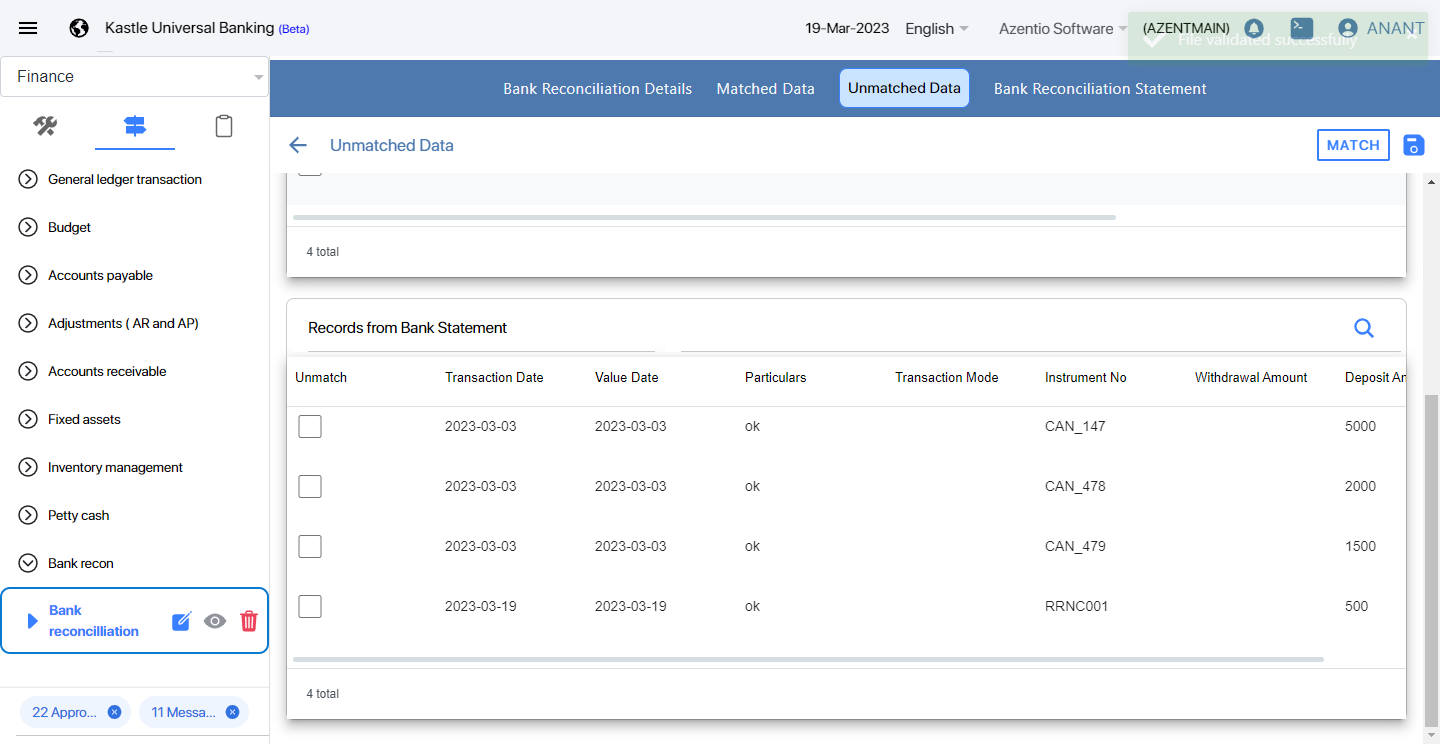 Kastle Universal Banking (Beta)
19-Mar-2023
English
Azentio Software
(AZENTMAIN)
ANANT
File validated successfully
Finance
Bank Reconciliation Details
Matched Data
Unmatched Data
Bank Reconciliation Statement
Unmatched Data
MATCH
General ledger transaction
Budget
Accounts payable
Adjustments ( AR and AP)
Accounts receivable
Fixed assets
Inventory management
Petty cash
Bank recon
Bank
reconcilliation
22 Appro...
11 Messa...
4 total
Records from Bank Statement
Unmatch Transaction Date Value Date Particulars Transaction Mode Instrument No Withdrawal Amount Deposit An
2023-03-03 2023-03-03 ok CAN_147 5000
2023-03-03 2023-03-03 ok CAN_478 2000
2023-03-03 2023-03-03 ok CAN_479 1500
2023-03-19 2023-03-19 ok RRNC001 500
4 total